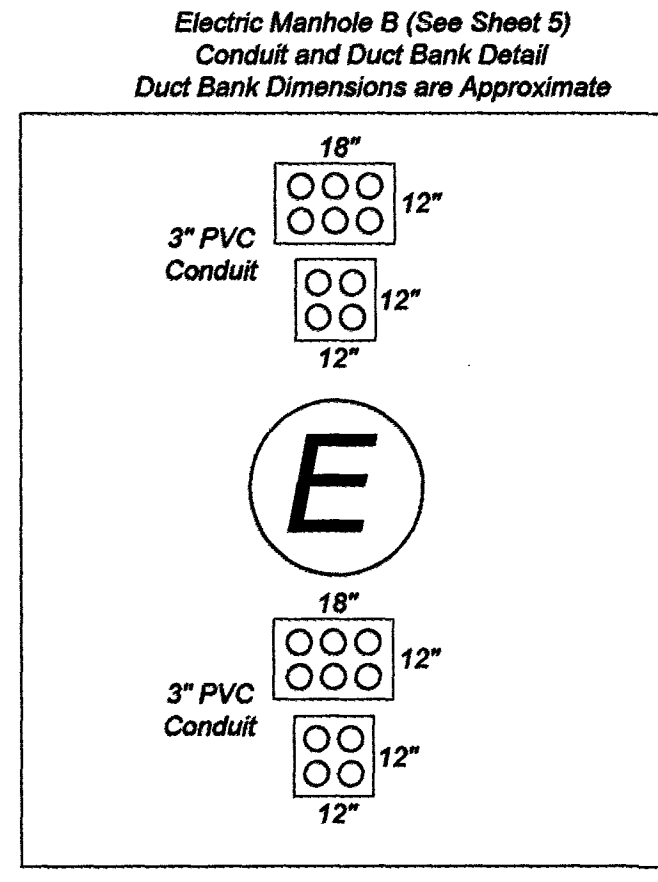 Electric Manhole B (See Sheet 5)
Conduit and Duct Bank Detail
Duct Bank Dimensions are Approximate
18"
12"
3" PVC
Conduit
12"
12"
E
18"
12"
3" PVC
Conduit
12"
12"